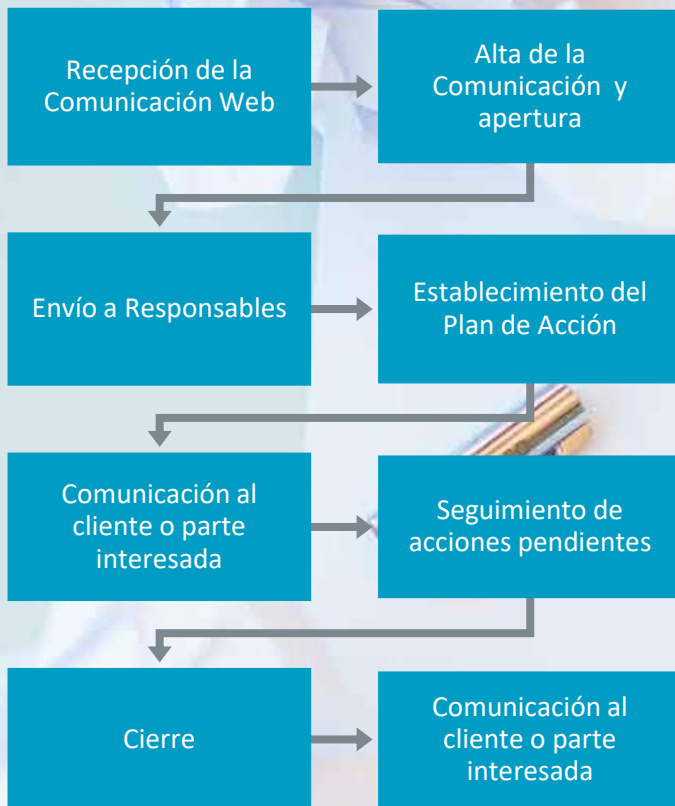 Recepción de la
Comunicación Web
Alta de la
Comunicación y
apertura
Envío a Responsables
Establecimiento del
Plan de Acción
Comunicación al
cliente o parte
interesada
Seguimiento de
acciones pendientes
Cierre
Comunicación al
cliente o parte
interesada